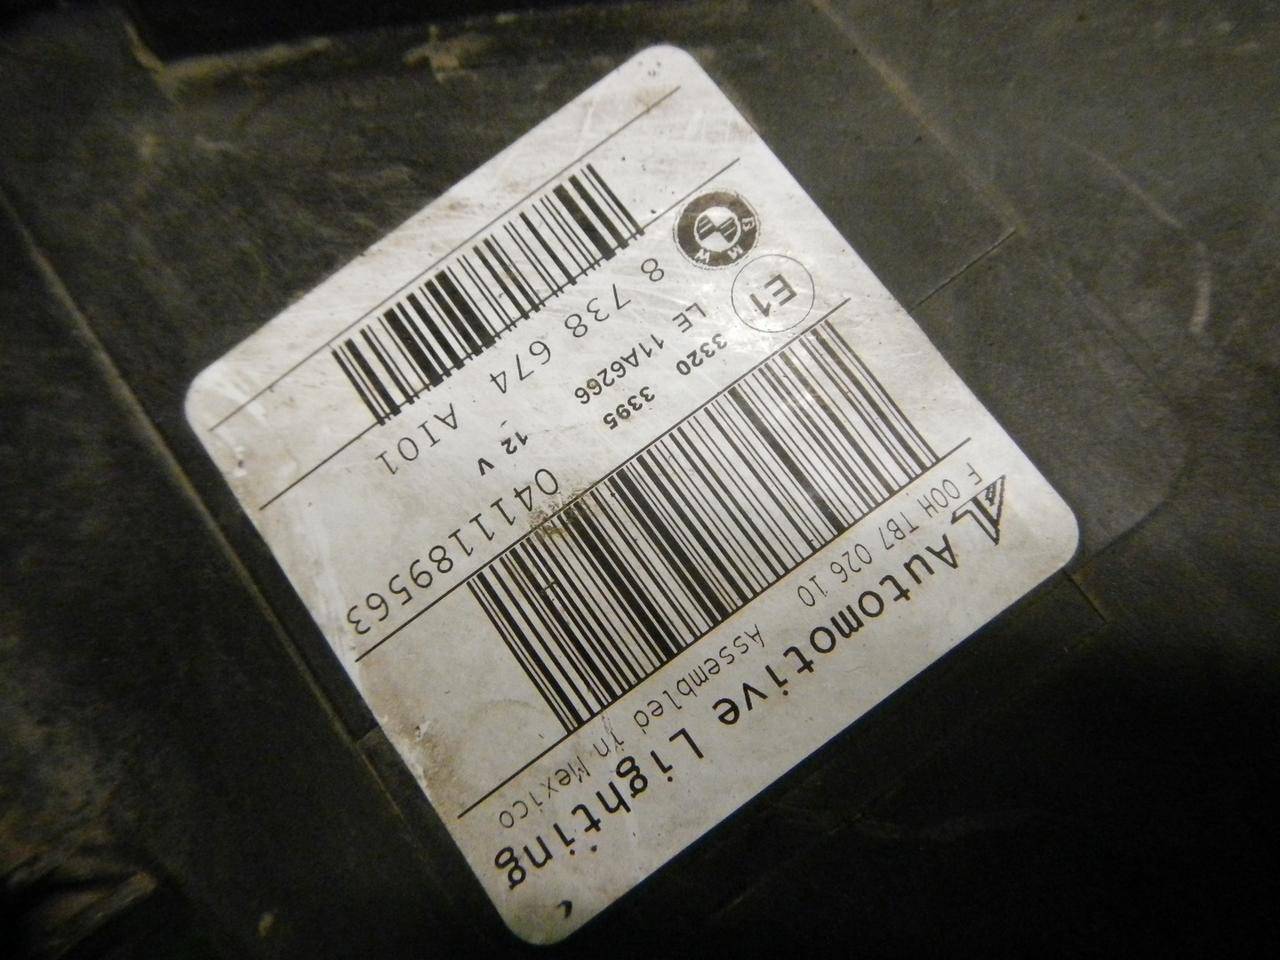 AL Automotive Lighting
F 00H TB7 026 10 Assembled In Mexico
3320 3395 0411189563
E1 LE 11A6266 12 V
BMW 8 738 674 AI01